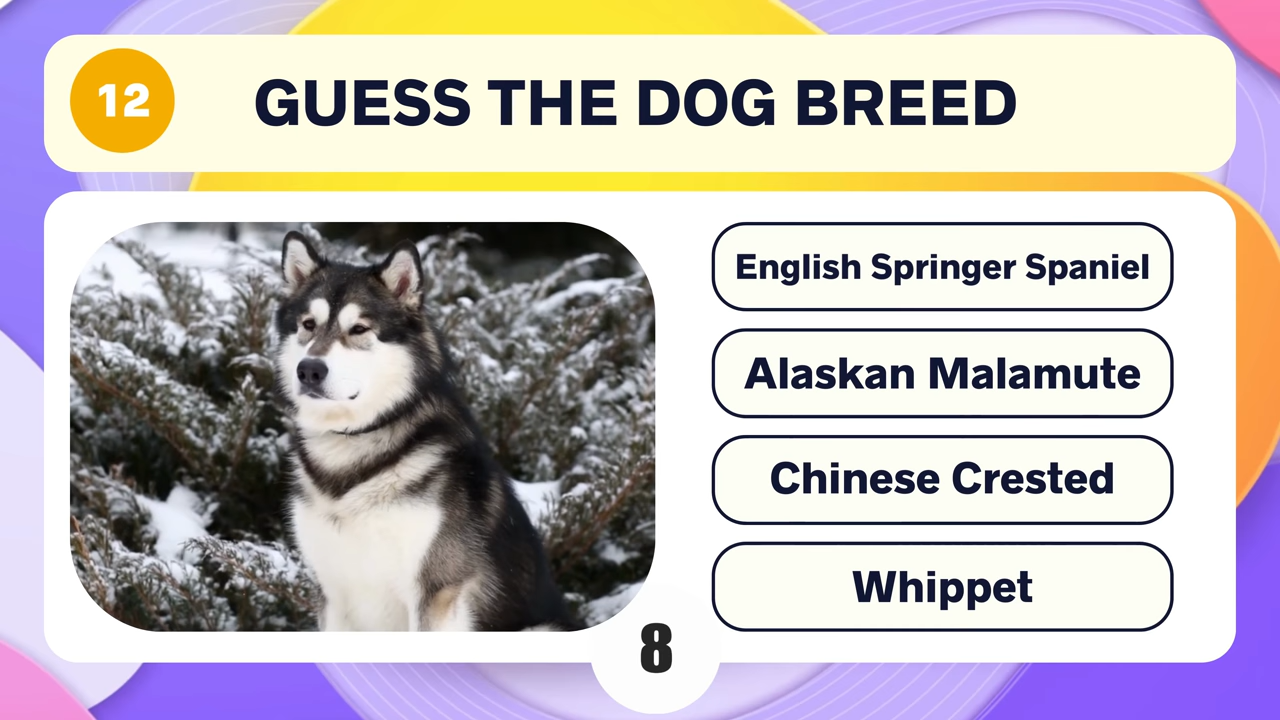 12
GUESS THE DOG BREED
English Springer Spaniel
Alaskan Malamute
Chinese Crested
Whippet
8